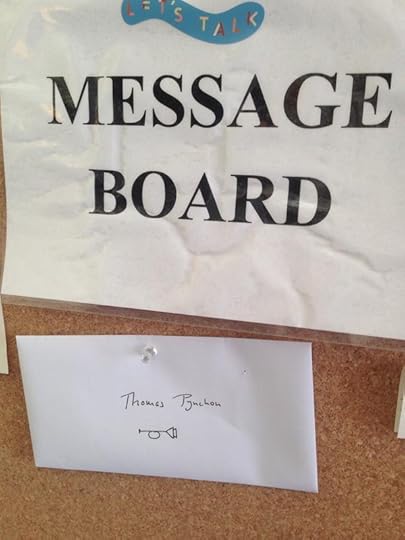 LET'S TALK
MESSAGE
BOARD
Thomas Pynchon